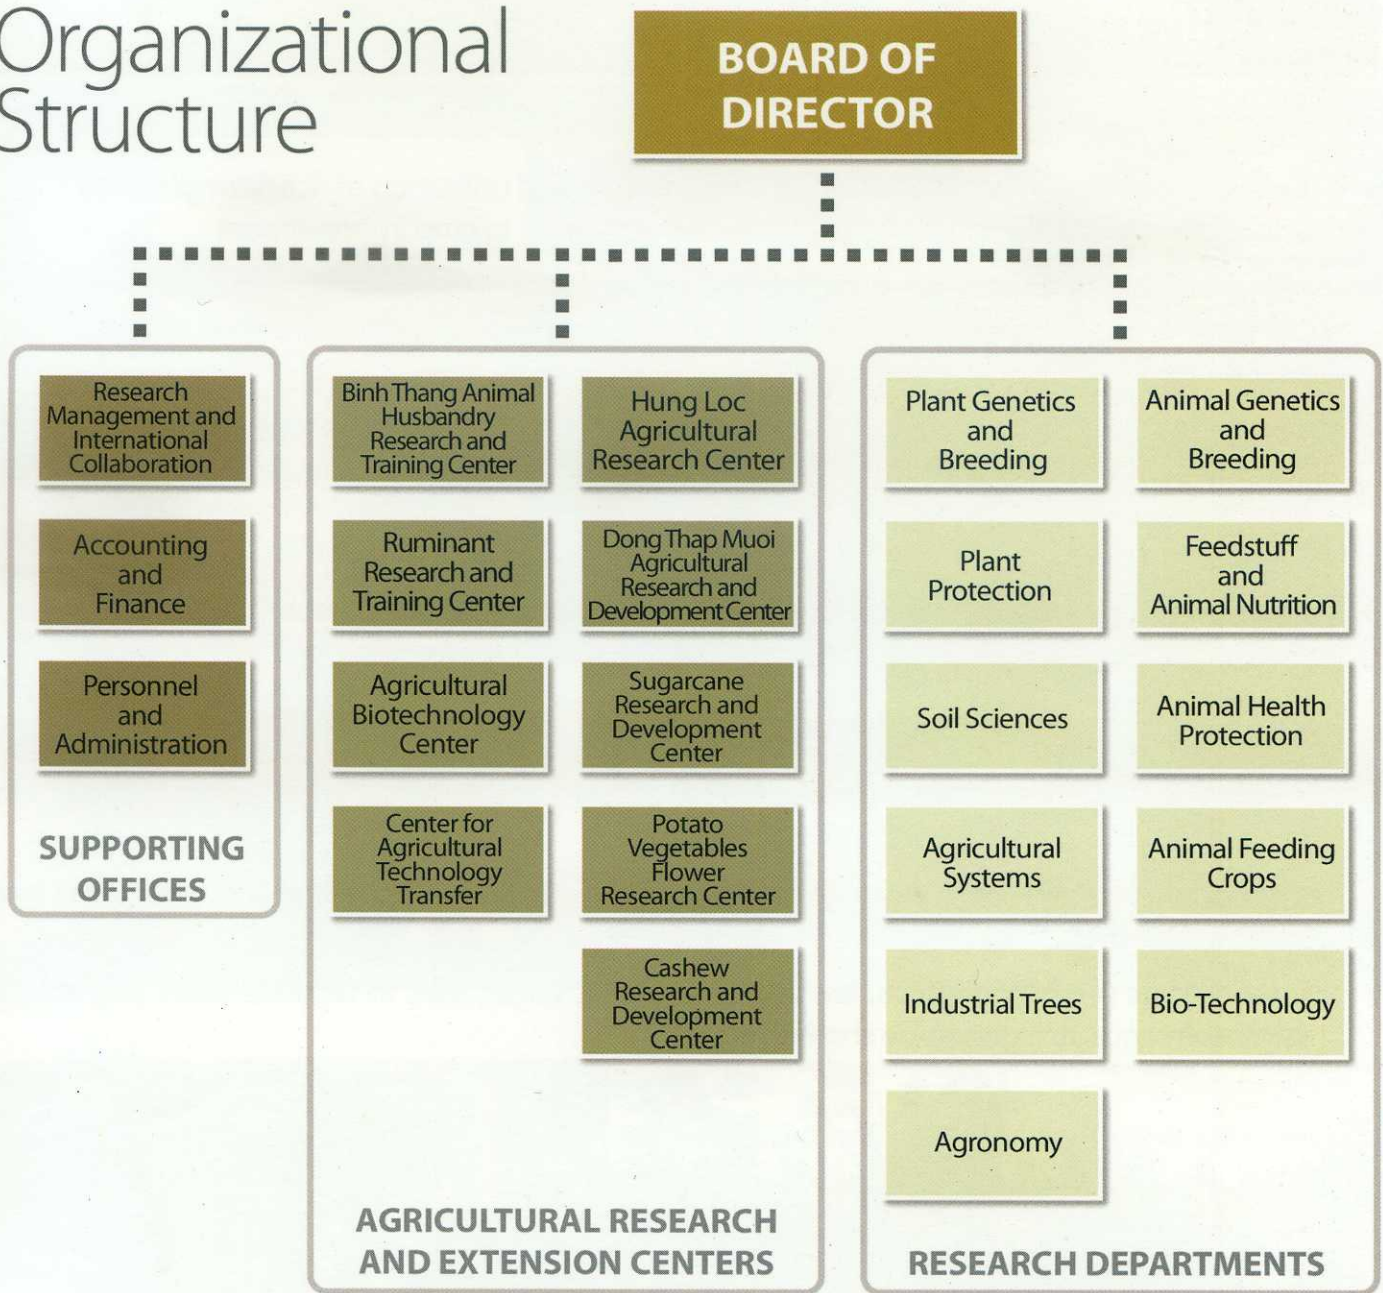 Organizational
Structure
BOARD OF
DIRECTOR
Research
Management and
International
Collaboration
Accounting
and
Finance
Personnel
and
Administration
SUPPORTING
OFFICES
Binh Thang Animal
Husbandry
Research and
Training Center
Hung Loc
Agricultural
Research Center
Ruminant
Research and
Training Center
Dong Thap Muoi
Agricultural
Research and
Development Center
Agricultural
Biotechnology
Center
Sugarcane
Research and
Development
Center
Center for
Agricultural
Technology
Transfer
Potato
Vegetables
Flower
Research Center
Cashew
Research and
Development
Center
AGRICULTURAL RESEARCH
AND EXTENSION CENTERS
Plant Genetics
and
Breeding
Animal Genetics
and
Breeding
Plant
Protection
Feedstuff
and
Animal Nutrition
Soil Sciences
Animal Health
Protection
Agricultural
Systems
Animal Feeding
Crops
Industrial Trees
Bio-Technology
Agronomy
RESEARCH DEPARTMENTS